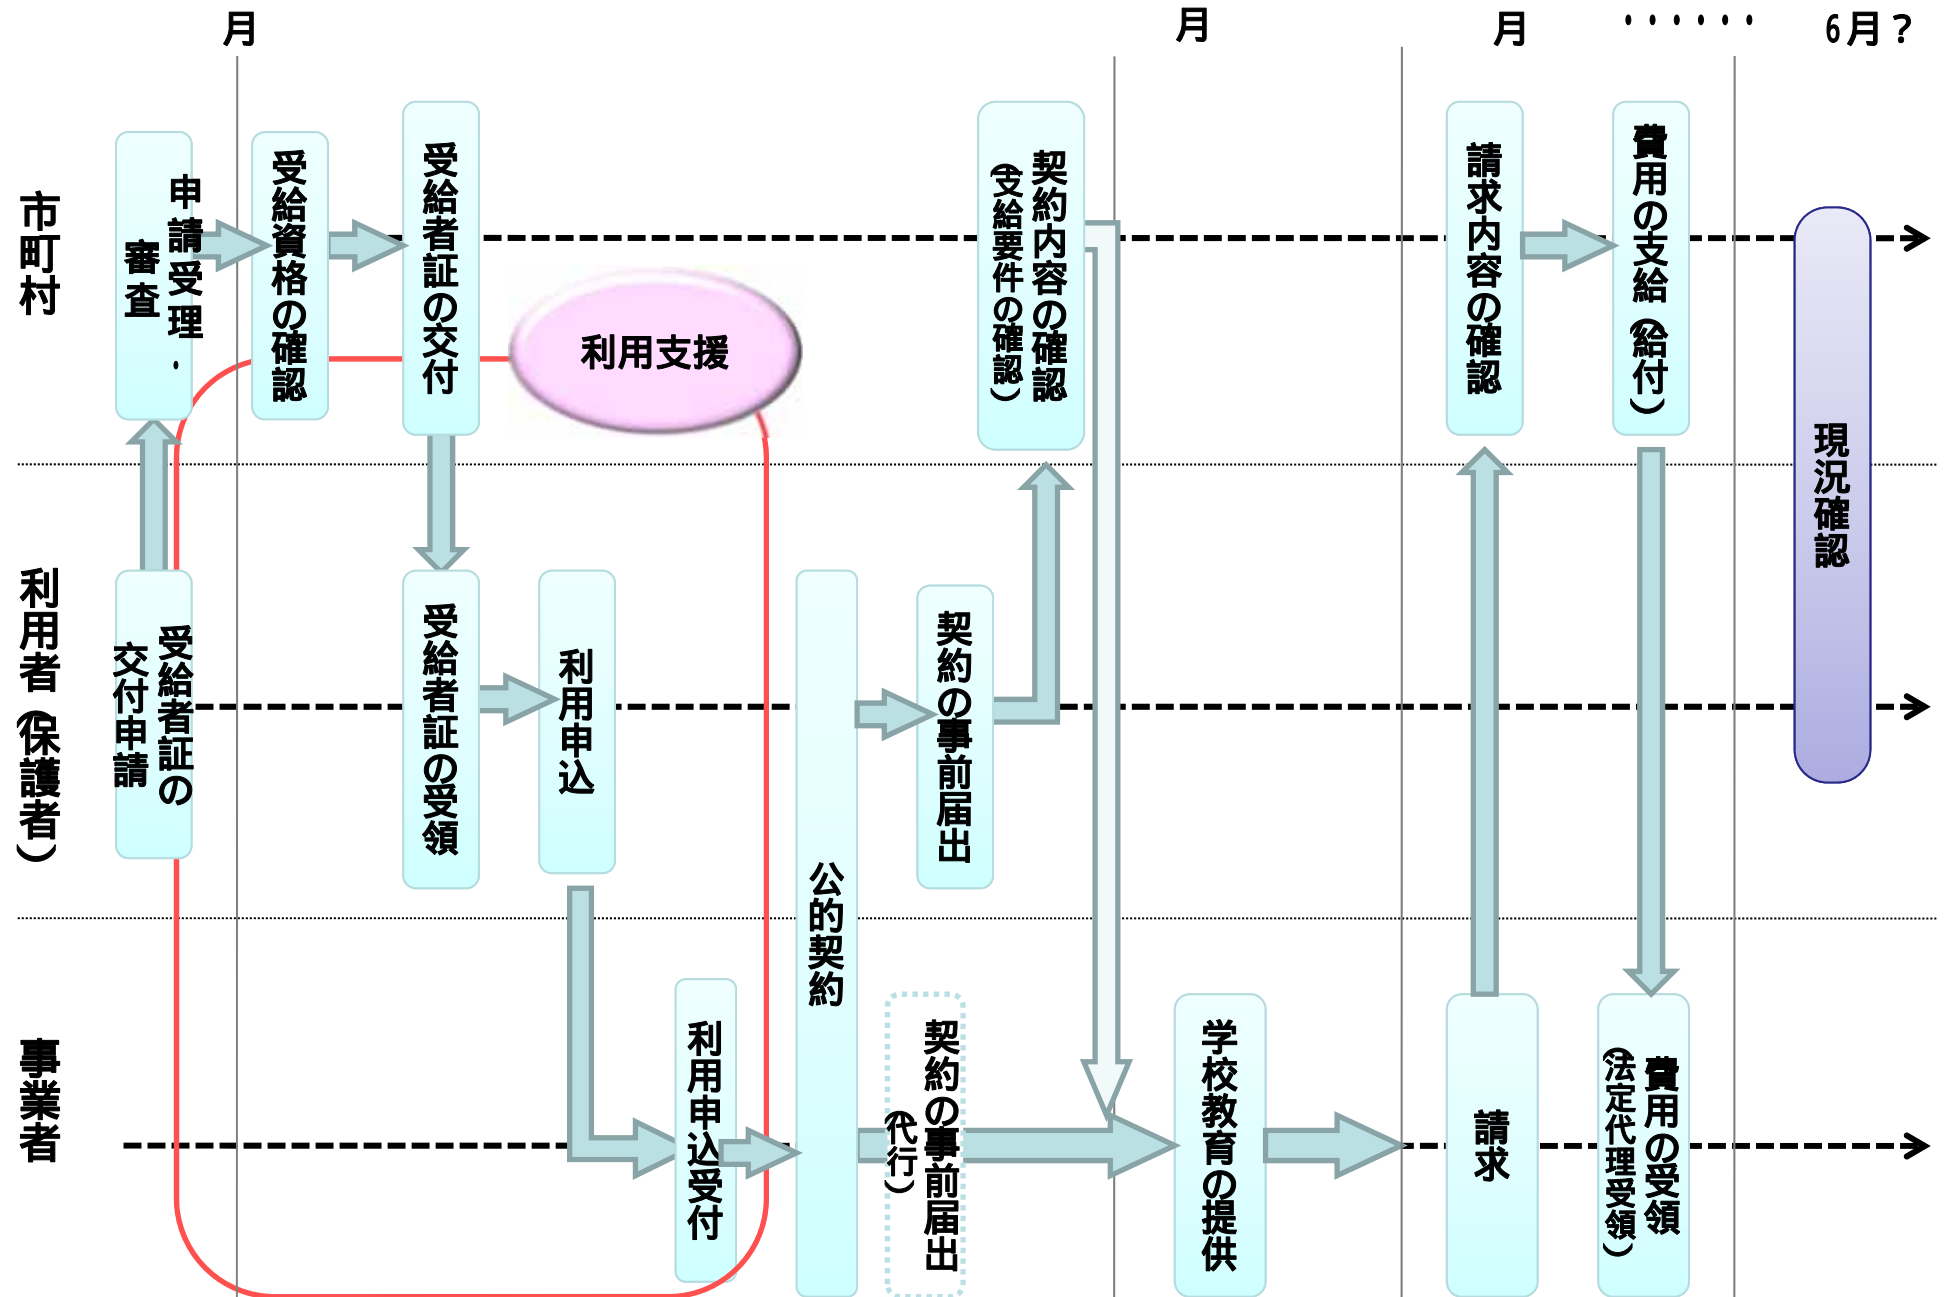 月
月
月
・・・・・・
6月？
市町村
申請受理・
審査
受給資格の確認
受給者証の交付
利用支援
契約内容の確認
（支給要件の確認）
請求内容の確認
費用の支給（給付）
現況確認
利用者（保護者）
受給者証の
交付申請
受給者証の受領
利用申込
公的契約
契約の事前届出
事業者
利用申込受付
契約の事前届出
（代行）
学校教育の提供
請求
費用の受領
（法定代理受領）